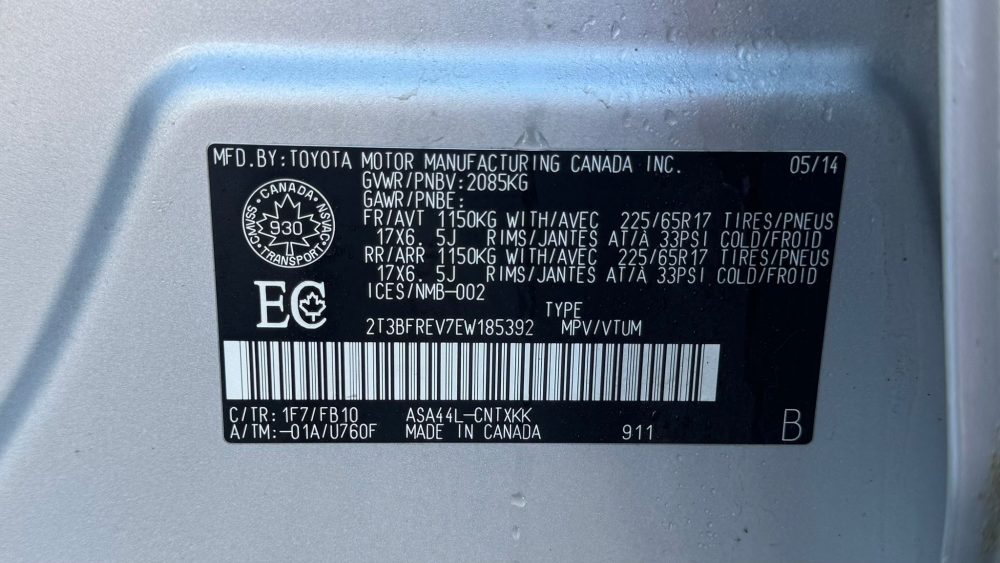 MFD.BY:TOYOTA MOTOR MANUFACTURING CANADA INC. 05/14
GVWR/PNBV:2085KG
GAWR/PNBE:
FR/AVT 1150KG WITH/AVEC 225/65R17 TIRES/PNEUS
17X6.5J RIMS/JANTES AT/À 33PSI COLD/FROID
RR/ARR 1150KG WITH/AVEC 225/65R17 TIRES/PNEUS
17X6.5J RIMS/JANTES AT/À 33PSI COLD/FROID
ICES/NMB-002
CANADA
CMVSS NSVAC
930
TRANSPORT
EC
TYPE
2T3BFREV7EW185392 MPV/VTUM
C/TR:1F7/FB10 ASA44L-CNTXKK
A/TM:-01A/U760F MADE IN CANADA 911 B